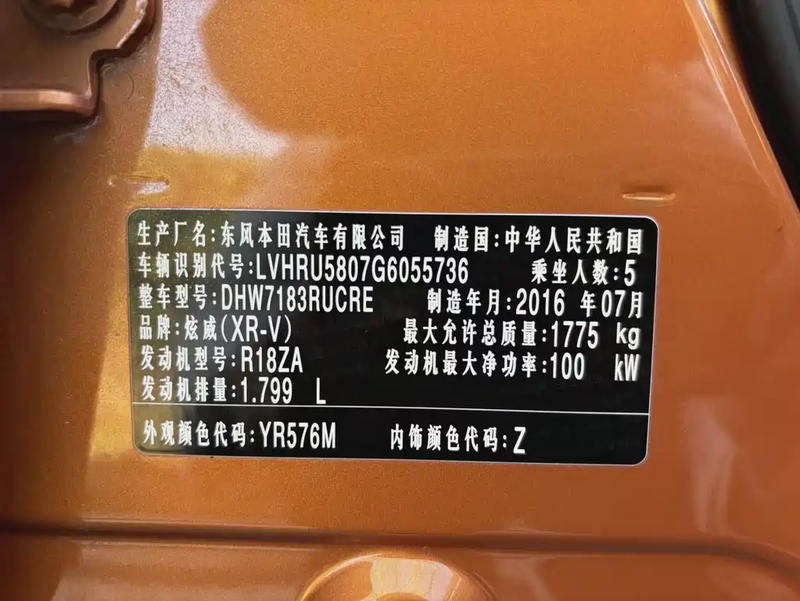 生产厂名:东风本田汽车有限公司 制造国:中华人民共和国
车辆识别代号:LVHRU5807G6055736 乘坐人数:5
整车型号:DHW7183RUCRE 制造年月:2016 年07月
品牌:炫威(XR-V) 最大允许总质量:1775 kg
发动机型号:R18ZA 发动机最大净功率:100 kW
发动机排量:1.799 L
外观颜色代码:YR576M 内饰颜色代码:Z